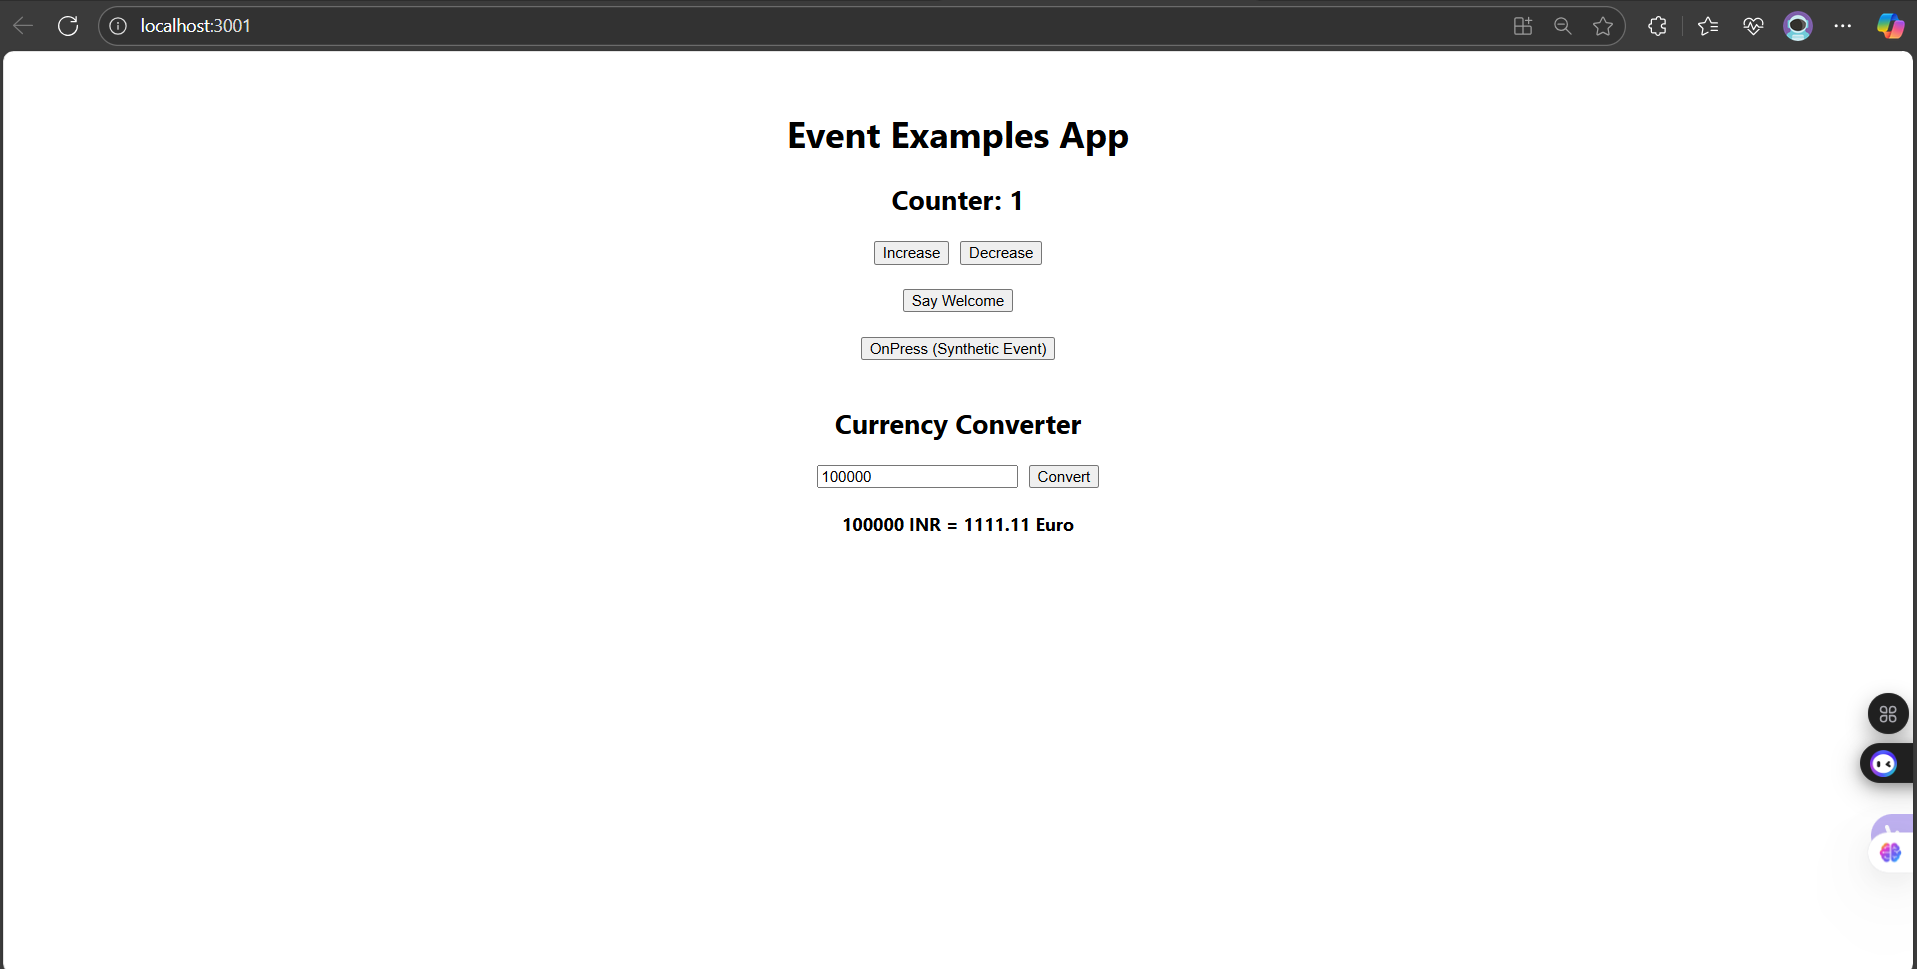 localhost:3001
Event Examples App
Counter: 1
Increase Decrease
Say Welcome
OnPress (Synthetic Event)
Currency Converter
100000 Convert
100000 INR = 1111.11 Euro